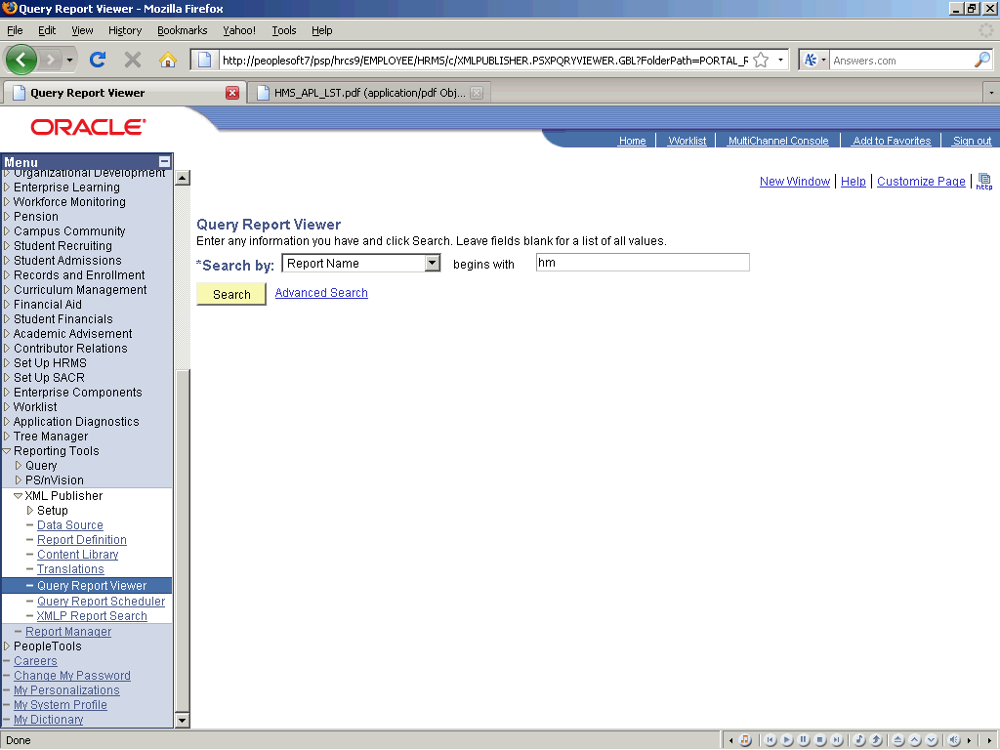 Query Report Viewer - Mozilla Firefox
File Edit View History Bookmarks Yahoo! Tools Help
http://peoplesoft7/psp/hrcs9/EMPLOYEE/HRMS/c/XMLPUBLISHER.PSXPQRYVIEWER.GBL?FolderPath=PORTAL_R
Answers.com
Query Report Viewer
HMS_APL_LST.pdf (application/pdf Obj...
ORACLE
Home Worklist MultiChannel Console Add to Favorites Sign out
Menu
Organizational Development
Enterprise Learning
Workforce Monitoring
Pension
Campus Community
Student Recruiting
Student Admissions
Records and Enrollment
Curriculum Management
Financial Aid
Student Financials
Academic Advisement
Contributor Relations
Set Up HRMS
Set Up SACR
Enterprise Components
Worklist
Application Diagnostics
Tree Manager
Reporting Tools
Query
PS/nVision
XML Publisher
Setup
Data Source
Report Definition
Content Library
Translations
Query Report Viewer
Query Report Scheduler
XMLP Report Search
Report Manager
PeopleTools
Careers
Change My Password
My Personalizations
My System Profile
My Dictionary
New Window Help Customize Page http
Query Report Viewer
Enter any information you have and click Search. Leave fields blank for a list of all values.
*Search by: Report Name begins with hm
Search Advanced Search
Done